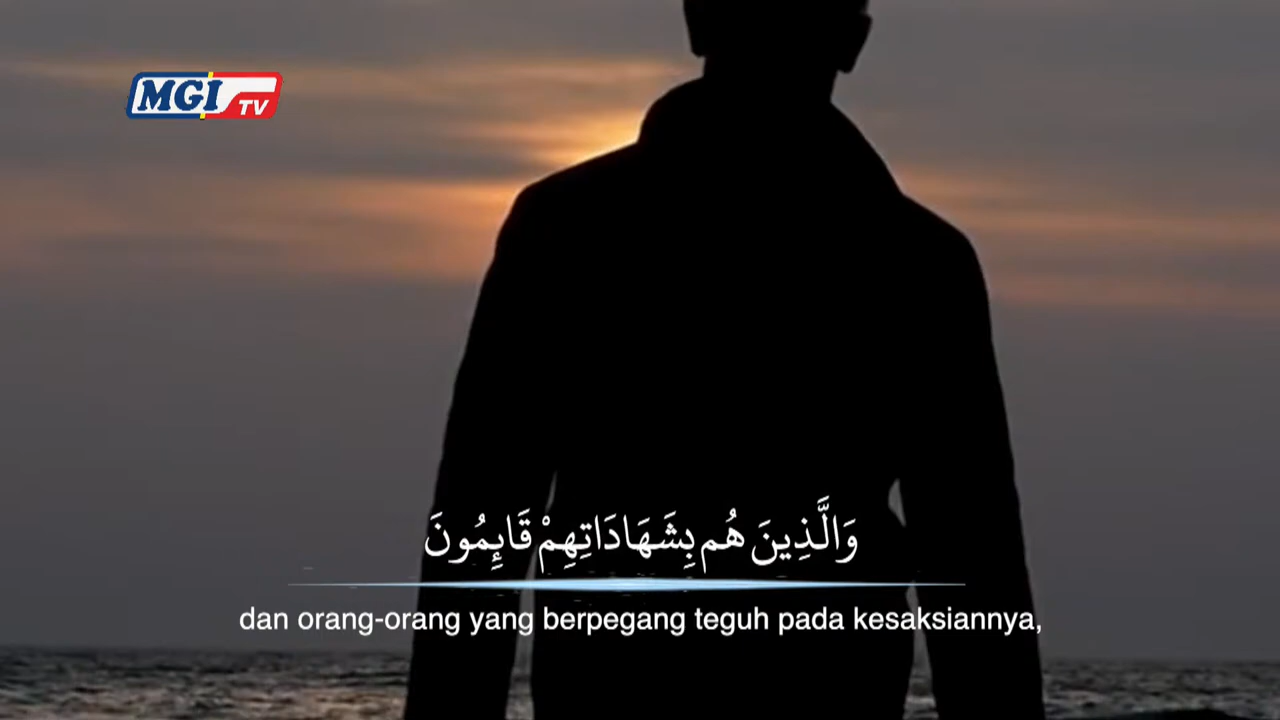 MGI TV
وَالَّذِينَ هُم بِشَهَادَاتِهِمْ قَائِمُونَ
dan orang-orang yang berpegang teguh pada kesaksiannya,